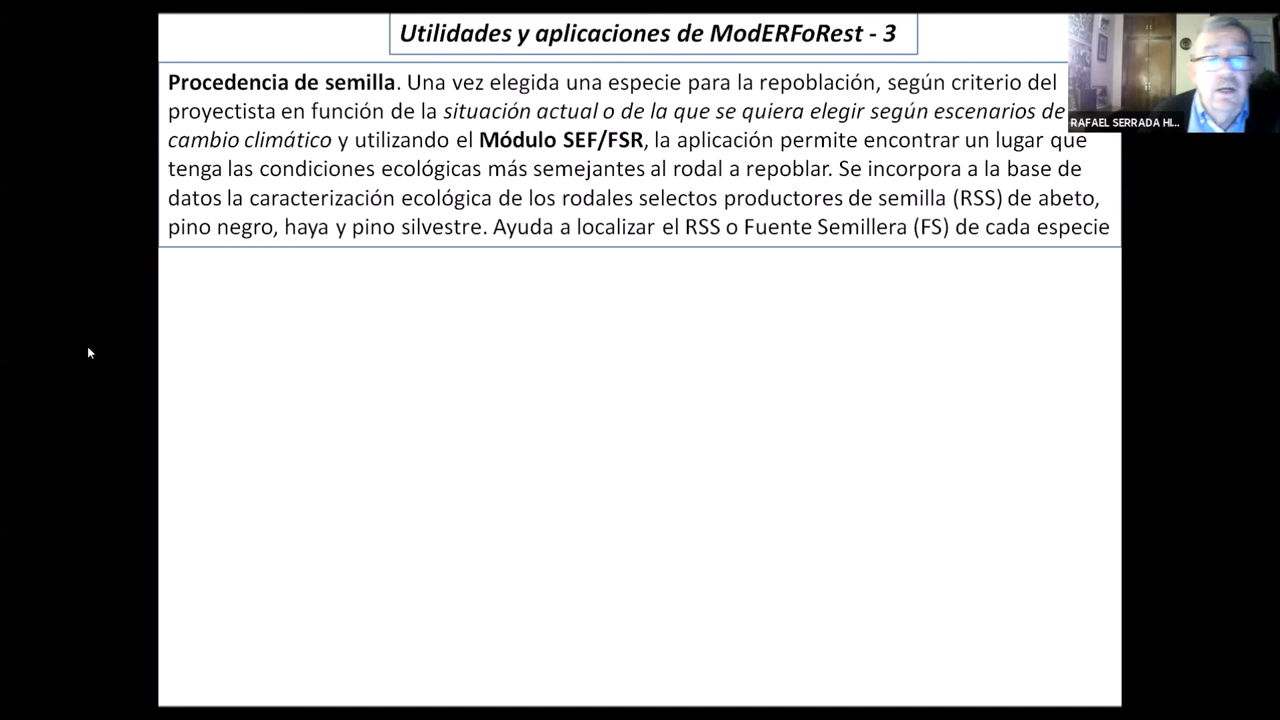 Utilidades y aplicaciones de ModERFoRest - 3
Procedencia de semilla. Una vez elegida una especie para la repoblación, según criterio del
proyectista en función de la situación actual o de la que se quiera elegir según escenarios de
cambio climático y utilizando el Módulo SEF/FSR, la aplicación permite encontrar un lugar que
tenga las condiciones ecológicas más semejantes al rodal a repoblar. Se incorpora a la base de
datos la caracterización ecológica de los rodales selectos productores de semilla (RSS) de abeto,
pino negro, haya y pino silvestre. Ayuda a localizar el RSS o Fuente Semillera (FS) de cada especie
RAFAEL SERRADA HI...